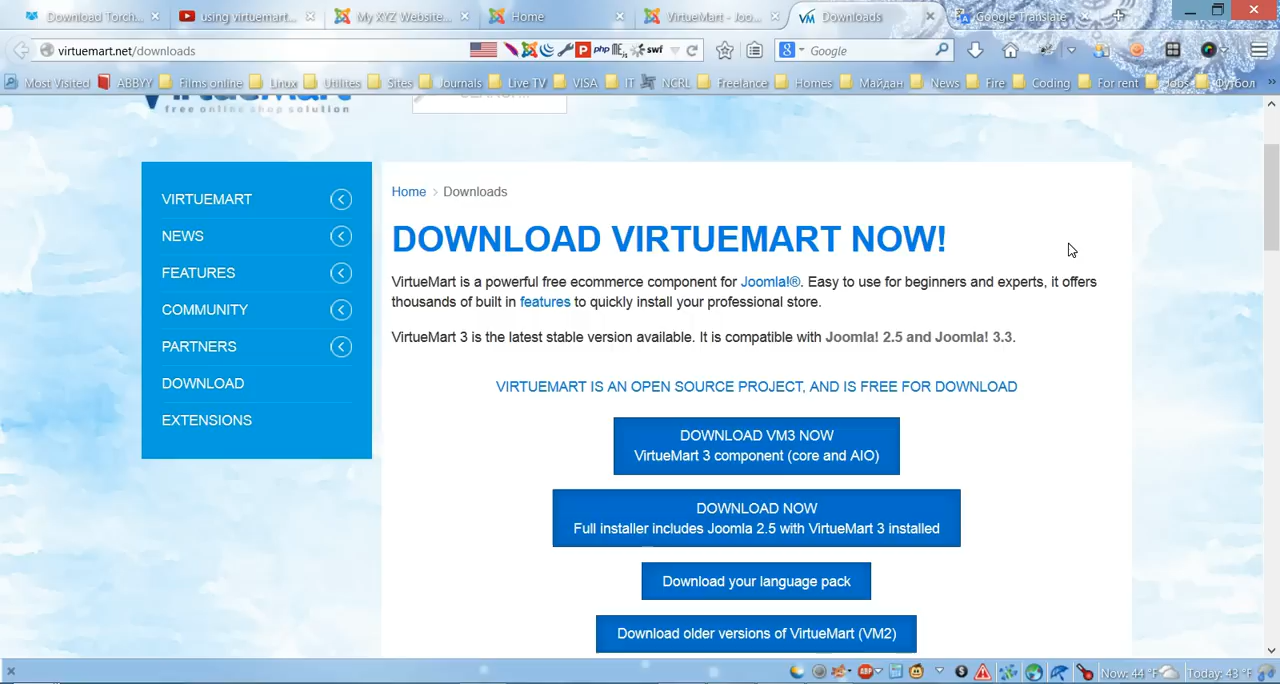 Download Torch...
using virtuemart...
My XYZ Website...
Home
VirtueMart - Joo...
Downloads
Google Translate
virtuemart.net/downloads
php
swf
Google
Most Visited
ABBYY
Films online
Linux
Utilites
Sites
Journals
Live TV
VISA
IT
NCRL
Freelance
Homes
Майдан
News
Fire
Coding
For rent
Jobs
Футбол
free online shop solution
VIRTUEMART
NEWS
FEATURES
COMMUNITY
PARTNERS
DOWNLOAD
EXTENSIONS
Home > Downloads
DOWNLOAD VIRTUEMART NOW!
VirtueMart is a powerful free ecommerce component for Joomla!®. Easy to use for beginners and experts, it offers
thousands of built in features to quickly install your professional store.
VirtueMart 3 is the latest stable version available. It is compatible with Joomla! 2.5 and Joomla! 3.3.
VIRTUEMART IS AN OPEN SOURCE PROJECT, AND IS FREE FOR DOWNLOAD
DOWNLOAD VM3 NOW
VirtueMart 3 component (core and AIO)
DOWNLOAD NOW
Full installer includes Joomla 2.5 with VirtueMart 3 installed
Download your language pack
Download older versions of VirtueMart (VM2)
Now: 44 °F
Today: 43 °F